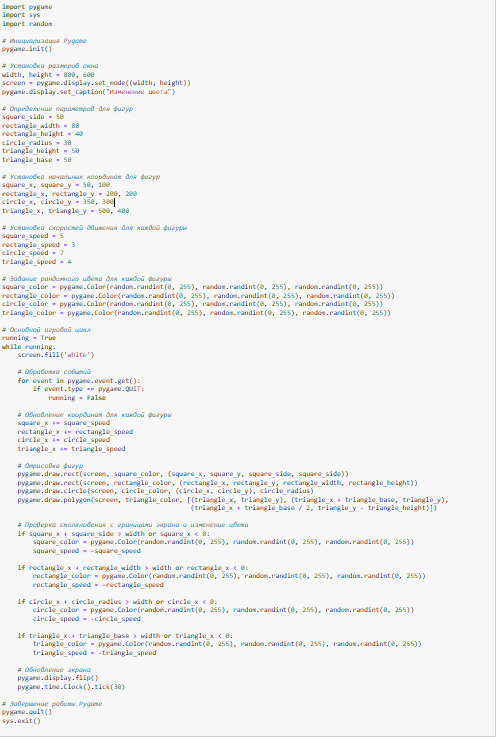 import pygame
import sys
import random

# Инициализация Pygame
pygame.init()

# Установка размеров окна
width, height = 800, 600
screen = pygame.display.set_mode((width, height))
pygame.display.set_caption("Изменение цвета")

# Определение параметров для фигур
square_side = 50
rectangle_width = 80
rectangle_height = 40
circle_radius = 30
triangle_height = 50
triangle_base = 50

# Установка начальных координат для фигур
square_x, square_y = 50, 100
rectangle_x, rectangle_y = 200, 200
circle_x, circle_y = 350, 300
triangle_x, triangle_y = 500, 400

# Установка скоростей движения для каждой фигуры
square_speed = 5
rectangle_speed = 3
circle_speed = 7
triangle_speed = 4

# Задание рандомного цвета для каждой фигуры
square_color = pygame.Color(random.randint(0, 255), random.randint(0, 255), random.randint(0, 255))
rectangle_color = pygame.Color(random.randint(0, 255), random.randint(0, 255), random.randint(0, 255))
circle_color = pygame.Color(random.randint(0, 255), random.randint(0, 255), random.randint(0, 255))
triangle_color = pygame.Color(random.randint(0, 255), random.randint(0, 255), random.randint(0, 255))

# Основной игровой цикл
running = True
while running:
    screen.fill('white')

    # Обработка событий
    for event in pygame.event.get():
        if event.type == pygame.QUIT:
            running = False

    # Обновление координат для каждой фигуры
    square_x += square_speed
    rectangle_x += rectangle_speed
    circle_x += circle_speed
    triangle_x += triangle_speed

    # Отрисовка фигур
    pygame.draw.rect(screen, square_color, (square_x, square_y, square_side, square_side))
    pygame.draw.rect(screen, rectangle_color, (rectangle_x, rectangle_y, rectangle_width, rectangle_height))
    pygame.draw.circle(screen, circle_color, (circle_x, circle_y), circle_radius)
    pygame.draw.polygon(screen, triangle_color, [(triangle_x, triangle_y), (triangle_x + triangle_base, triangle_y),
                                                 (triangle_x + triangle_base / 2, triangle_y - triangle_height)])

    # Проверка столкновения с границами экрана и изменение цвета
    if square_x + square_side > width or square_x < 0:
        square_color = pygame.Color(random.randint(0, 255), random.randint(0, 255), random.randint(0, 255))
        square_speed = -square_speed

    if rectangle_x + rectangle_width > width or rectangle_x < 0:
        rectangle_color = pygame.Color(random.randint(0, 255), random.randint(0, 255), random.randint(0, 255))
        rectangle_speed = -rectangle_speed

    if circle_x + circle_radius > width or circle_x < 0:
        circle_color = pygame.Color(random.randint(0, 255), random.randint(0, 255), random.randint(0, 255))
        circle_speed = -circle_speed

    if triangle_x + triangle_base > width or triangle_x < 0:
        triangle_color = pygame.Color(random.randint(0, 255), random.randint(0, 255), random.randint(0, 255))
        triangle_speed = -triangle_speed

    # Обновление экрана
    pygame.display.flip()
    pygame.time.Clock().tick(30)

# Завершение работы Pygame
pygame.quit()
sys.exit()